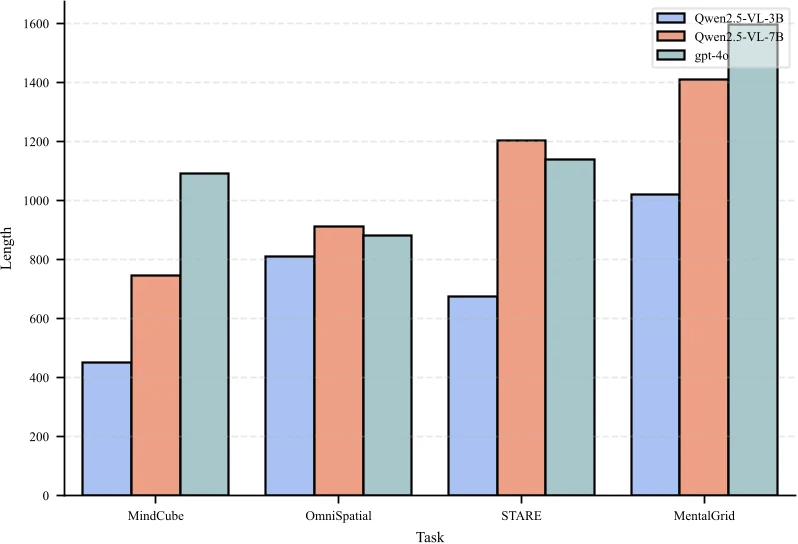 Length
1600
1400
1200
1000
800
600
400
200
0
Qwen2.5-VL-3B
Qwen2.5-VL-7B
gpt-4o
MindCube
OmniSpatial
STARE
MentalGrid
Task